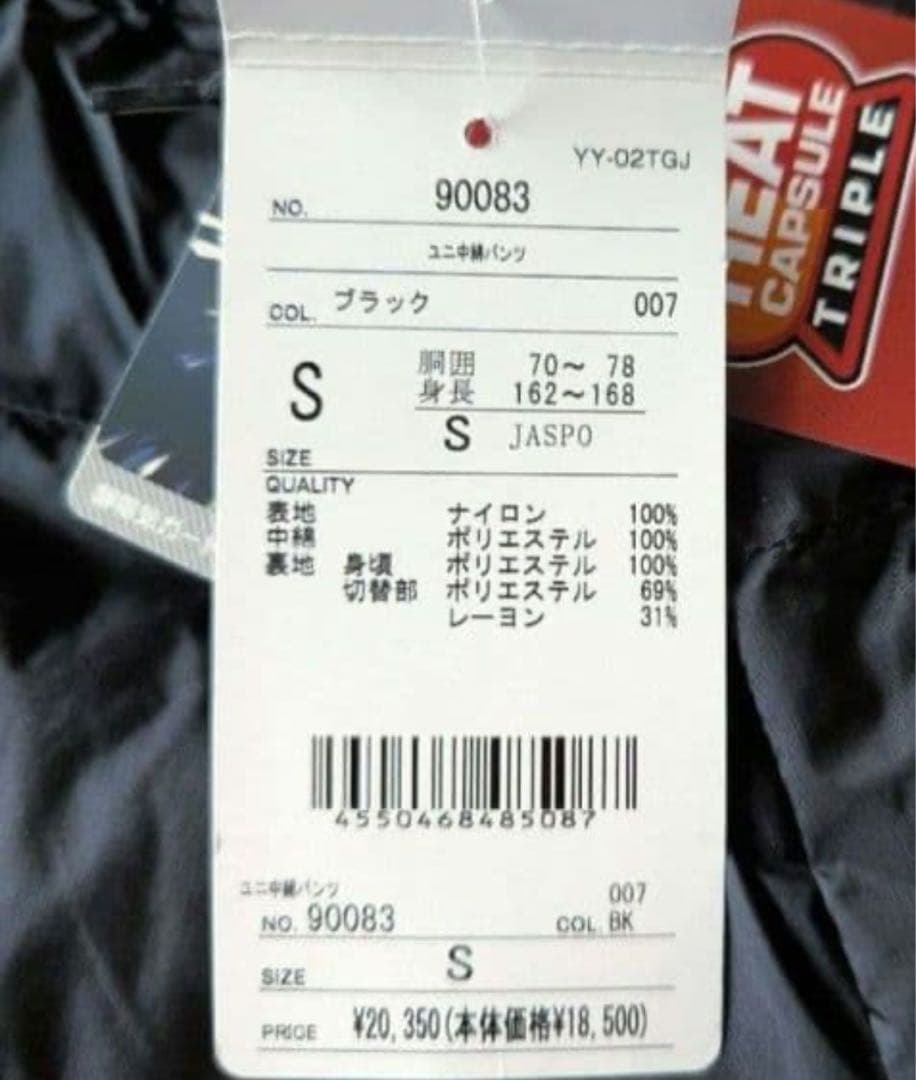 YY-02TGJ
NO. 90083
ユニ中綿パンツ
COL. ブラック 007
S 胴囲 70～ 78
身長 162～168
S JASPO
SIZE
QUALITY
表地 ナイロン 100%
中綿 ポリエステル 100%
裏地 身頃 ポリエステル 100%
切替部 ポリエステル 69%
レーヨン 31%
4550468485087
ユニ中綿パンツ 007
NO. 90083 COL. BK
SIZE S
PRICE ¥20,350(本体価格¥18,500)
HEAT
CAPSULE
TRIPLE